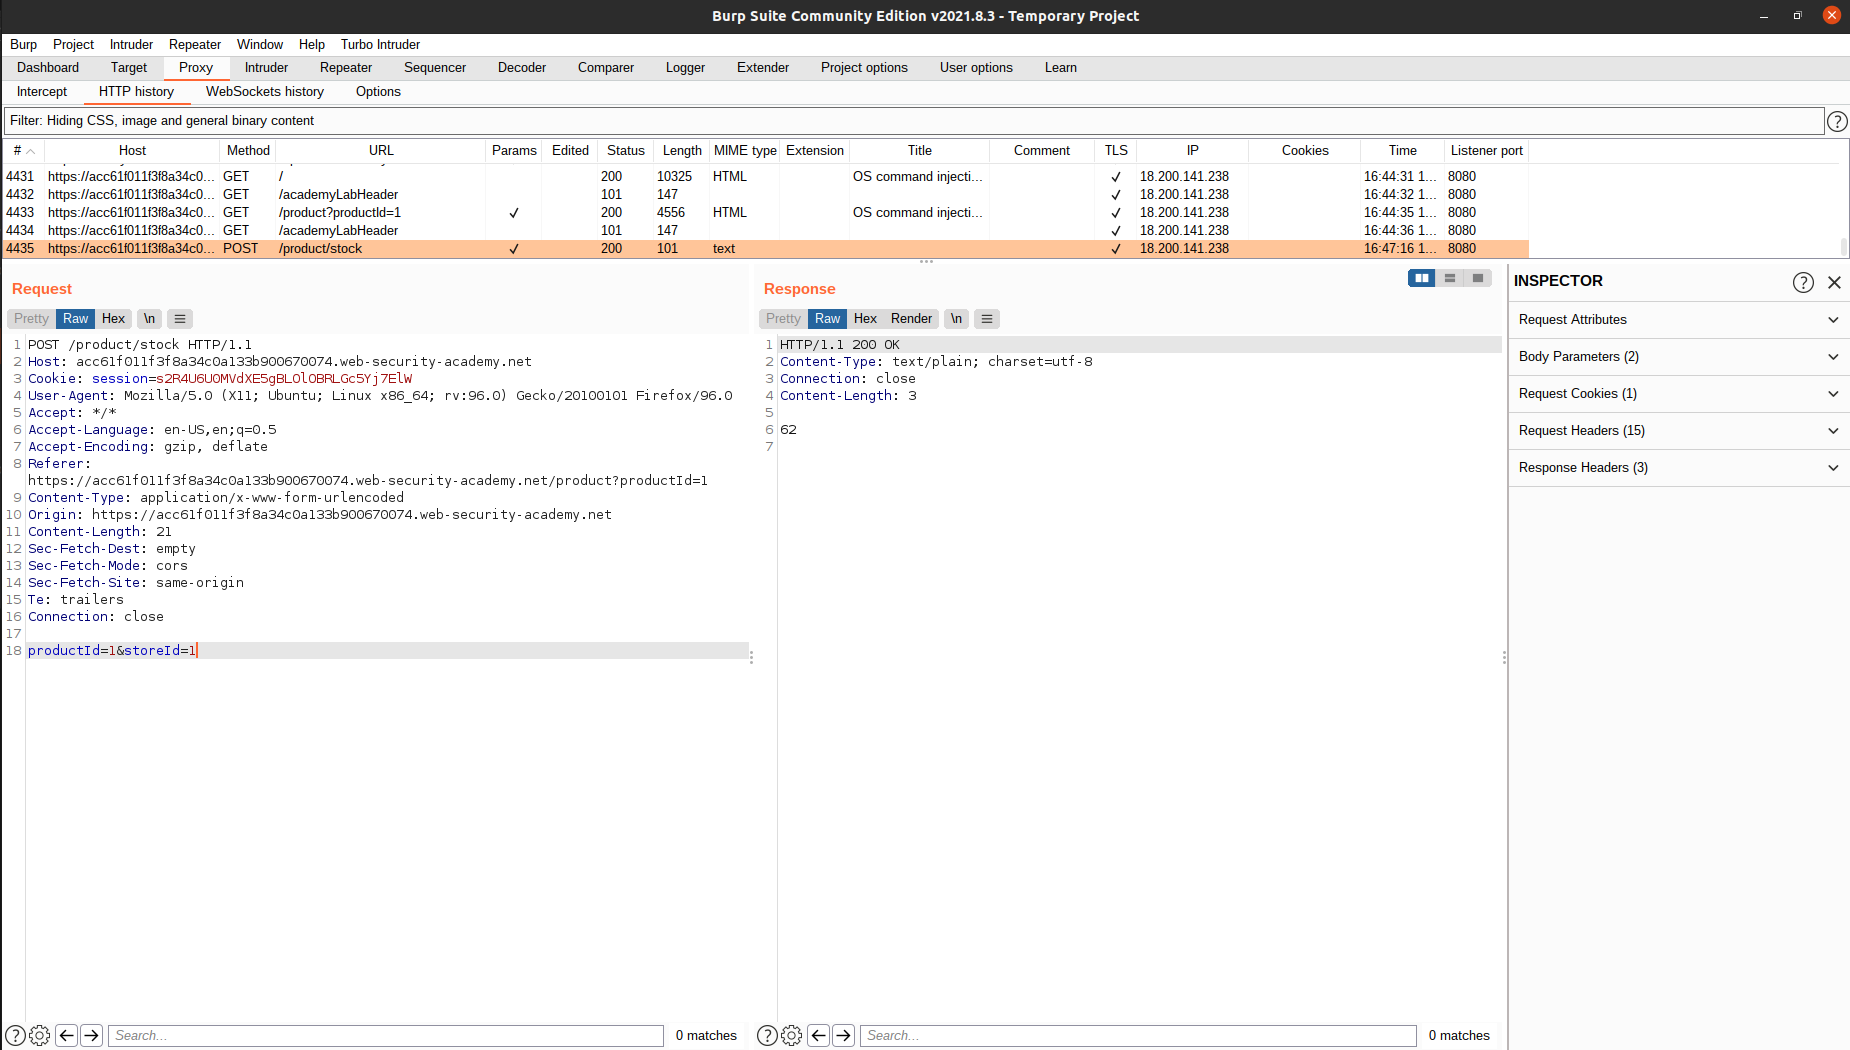 Burp Suite Community Edition v2021.8.3 - Temporary Project
Burp Project Intruder Repeater Window Help Turbo Intruder
Dashboard Target Proxy Intruder Repeater Sequencer Decoder Comparer Logger Extender Project options User options Learn
Intercept HTTP history WebSockets history Options
Filter: Hiding CSS, image and general binary content
# Host Method URL Params Edited Status Length MIME type Extension Title Comment TLS IP Cookies Time Listener port
4431 https://acc61f011f3f8a34c0... GET / 200 10325 HTML OS command injecti... ✓ 18.200.141.238 16:44:31 1... 8080
4432 https://acc61f011f3f8a34c0... GET /academyLabHeader 101 147 ✓ 18.200.141.238 16:44:32 1... 8080
4433 https://acc61f011f3f8a34c0... GET /product?productId=1 ✓ 200 4556 HTML OS command injecti... ✓ 18.200.141.238 16:44:35 1... 8080
4434 https://acc61f011f3f8a34c0... GET /academyLabHeader 101 147 ✓ 18.200.141.238 16:44:36 1... 8080
4435 https://acc61f011f3f8a34c0... POST /product/stock ✓ 200 101 text ✓ 18.200.141.238 16:47:16 1... 8080
Request
Pretty Raw Hex \n
1 POST /product/stock HTTP/1.1
2 Host: acc61f011f3f8a34c0a133b900670074.web-security-academy.net
3 Cookie: session=s2R4U6UOMVdXE5gBLOlOBRLGc5Yj7ElW
4 User-Agent: Mozilla/5.0 (X11; Ubuntu; Linux x86_64; rv:96.0) Gecko/20100101 Firefox/96.0
5 Accept: */*
6 Accept-Language: en-US,en;q=0.5
7 Accept-Encoding: gzip, deflate
8 Referer:
https://acc61f011f3f8a34c0a133b900670074.web-security-academy.net/product?productId=1
9 Content-Type: application/x-www-form-urlencoded
10 Origin: https://acc61f011f3f8a34c0a133b900670074.web-security-academy.net
11 Content-Length: 21
12 Sec-Fetch-Dest: empty
13 Sec-Fetch-Mode: cors
14 Sec-Fetch-Site: same-origin
15 Te: trailers
16 Connection: close
17
18 productId=1&storeId=1
Search... 0 matches
Response
Pretty Raw Hex Render \n
1 HTTP/1.1 200 OK
2 Content-Type: text/plain; charset=utf-8
3 Connection: close
4 Content-Length: 3
5
6 62
7
Search... 0 matches
INSPECTOR
Request Attributes
Body Parameters (2)
Request Cookies (1)
Request Headers (15)
Response Headers (3)